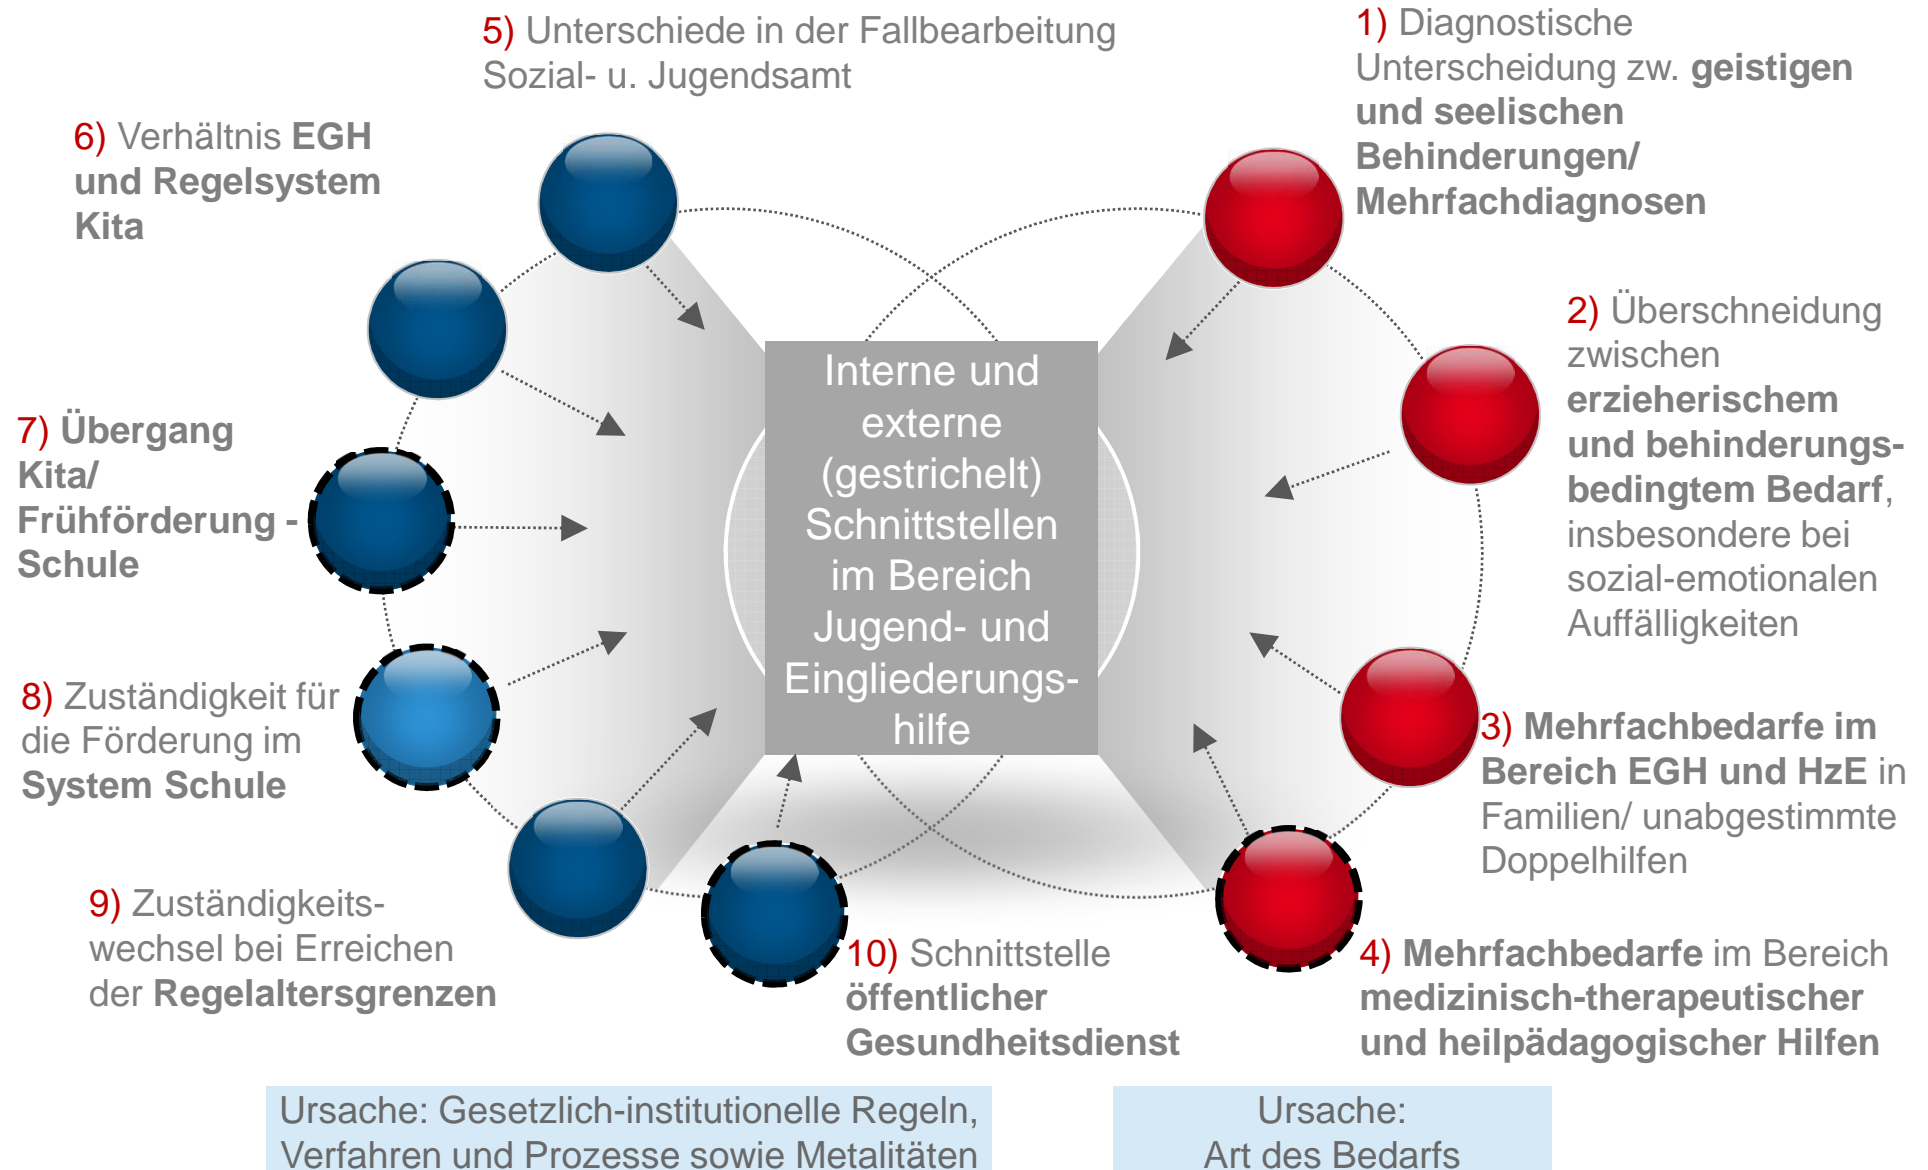 5) Unterschiede in der Fallbearbeitung
Sozial- u. Jugendsamt
1) Diagnostische
Unterscheidung zw. geistigen
und seelischen
Behinderungen/
Mehrfachdiagnosen
6) Verhältnis EGH
und Regelsystem
Kita
2) Überschneidung
zwischen
erzieherischem
und behinderungs-
bedingtem Bedarf,
insbesondere bei
sozial-emotionalen
Auffälligkeiten
Interne und
externe
(gestrichelt)
Schnittstellen
im Bereich
Jugend- und
Eingliederungs-
hilfe
7) Übergang
Kita/
Frühförderung -
Schule
8) Zuständigkeit für
die Förderung im
System Schule
3) Mehrfachbedarfe im
Bereich EGH und HzE in
Familien/ unabgestimmte
Doppelhilfen
9) Zuständigkeits-
wechsel bei Erreichen
der Regelaltersgrenzen
10) Schnittstelle
öffentlicher
Gesundheitsdienst
4) Mehrfachbedarfe im Bereich
medizinisch-therapeutischer
und heilpädagogischer Hilfen
Ursache: Gesetzlich-institutionelle Regeln,
Verfahren und Prozesse sowie Metalitäten
Ursache:
Art des Bedarfs